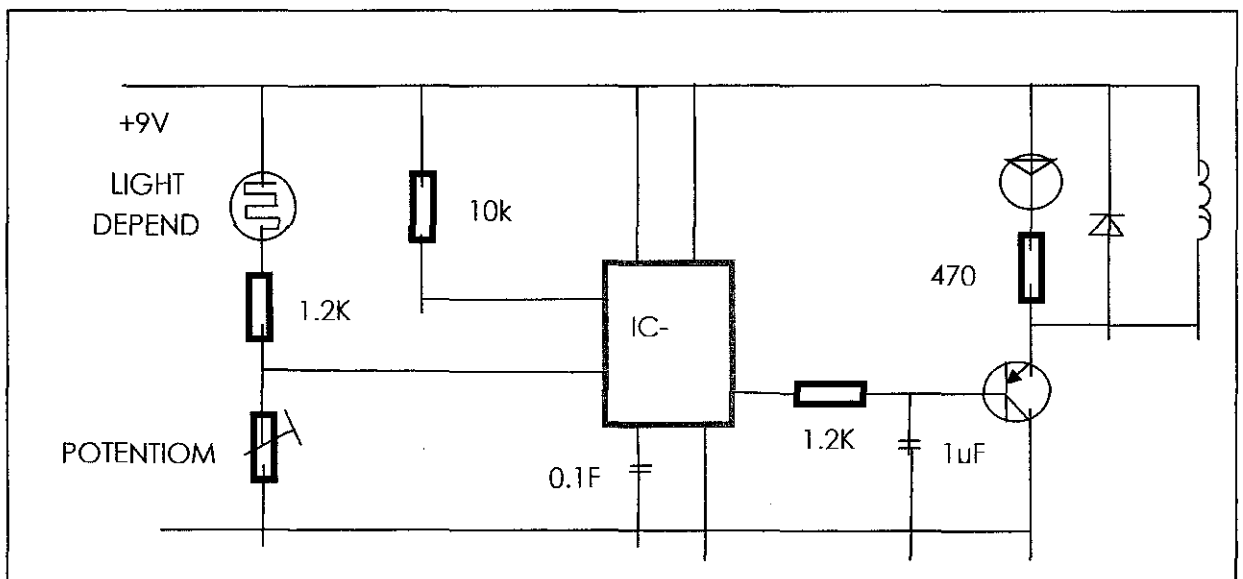 +9V
LIGHT
DEPEND
10k
1.2K
470
IC-
POTENTIOM
0.1F
1.2K
1uF